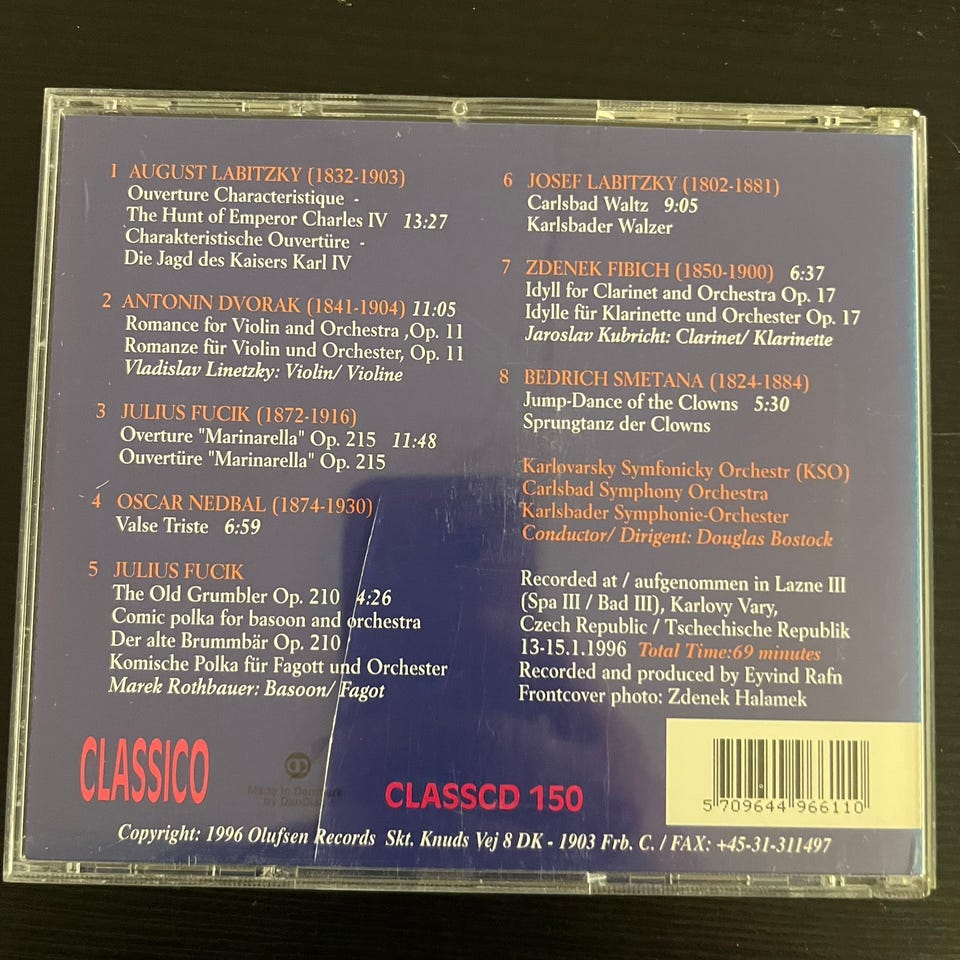 1 AUGUST LABITZKY (1832-1903)
Ouverture Characteristique -
The Hunt of Emperor Charles IV 13:27
Charakteristische Ouvertüre -
Die Jagd des Kaisers Karl IV
2 ANTONIN DVORAK (1841-1904) 11:05
Romance for Violin and Orchestra ,Op. 11
Romanze für Violin und Orchester, Op. 11
Vladislav Linetzky: Violin/ Violine
3 JULIUS FUCIK (1872-1916)
Overture "Marinarella" Op. 215 11:48
Ouvertüre "Marinarella" Op. 215
4 OSCAR NEDBAL (1874-1930)
Valse Triste 6:59
5 JULIUS FUCIK
The Old Grumbler Op. 210 4:26
Comic polka for basoon and orchestra
Der alte Brummbär Op. 210
Komische Polka für Fagott und Orchester
Marek Rothbauer: Basoon/ Fagot
6 JOSEF LABITZKY (1802-1881)
Carlsbad Waltz 9:05
Karlsbader Walzer
7 ZDENEK FIBICH (1850-1900) 6:37
Idyll for Clarinet and Orchestra Op. 17
Idylle für Klarinette und Orchester Op. 17
Jaroslav Kubricht: Clarinet/ Klarinette
8 BEDRICH SMETANA (1824-1884)
Jump-Dance of the Clowns 5:30
Sprungtanz der Clowns
Karlovarsky Symfonicky Orchestr (KSO)
Carlsbad Symphony Orchestra
Karlsbader Symphonie-Orchester
Conductor/ Dirigent: Douglas Bostock
Recorded at / aufgenommen in Lazne III
(Spa III / Bad III), Karlovy Vary,
Czech Republic / Tschechische Republik
13-15.1.1996 Total Time:69 minutes
Recorded and produced by Eyvind Rafn
Frontcover photo: Zdenek Halamek
CLASSICO
Made in Denmark
by DanDisc
CLASSCD 150
5 709644 966110
Copyright: 1996 Olufsen Records Skt. Knuds Vej 8 DK - 1903 Frb. C. / FAX: +45-31-311497